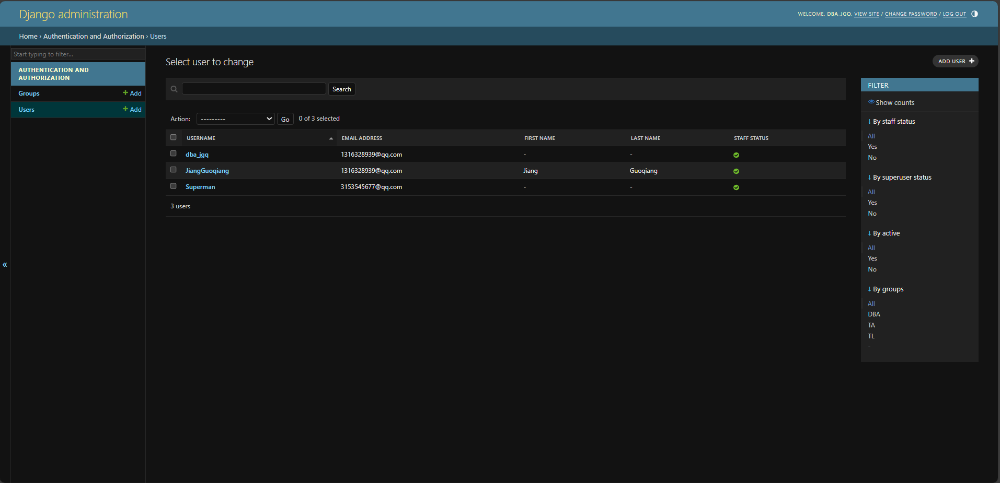 Django administration
WELCOME, DBA_JGQ. VIEW SITE / CHANGE PASSWORD / LOG OUT
Home › Authentication and Authorization › Users
Start typing to filter...
AUTHENTICATION AND
AUTHORIZATION
Groups + Add
Users + Add
«
Select user to change
ADD USER +
Search
Action: --------- Go 0 of 3 selected
USERNAME EMAIL ADDRESS FIRST NAME LAST NAME STAFF STATUS
dba_jgq 1316328939@qq.com - -
JiangGuoqiang 1316328939@qq.com Jiang Guoqiang
Superman 3153545677@qq.com - -
3 users
FILTER
Show counts
↓ By staff status
All
Yes
No
↓ By superuser status
All
Yes
No
↓ By active
All
Yes
No
↓ By groups
All
DBA
TA
TL
-